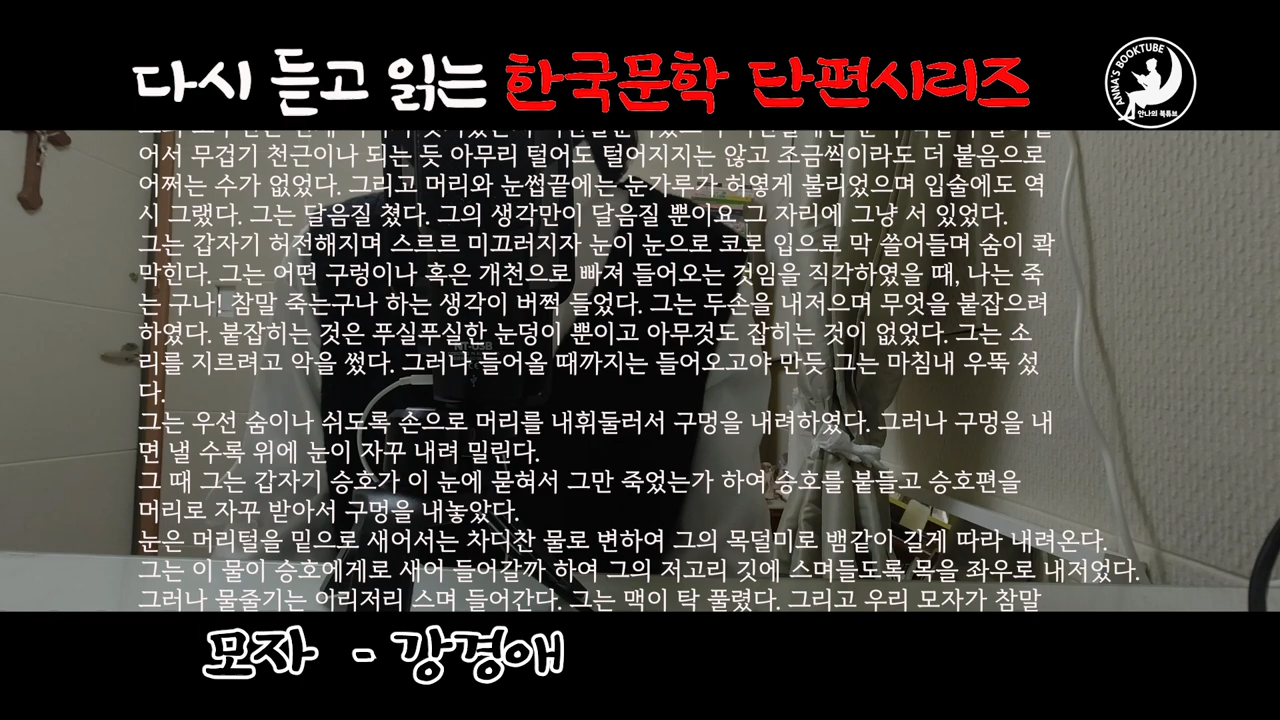 다시 듣고 읽는 한국문학 단편시리즈
ANNA'S BOOKTUBE
안나의 북튜브
어서 무겁기 천근이나 되는 듯 아무리 털어도 털어지지는 않고 조금씩이라도 더 붙음으로
어쩌는 수가 없었다. 그리고 머리와 눈썹끝에는 눈가루가 허옇게 불리었으며 입술에도 역
시 그랬다. 그는 달음질 쳤다. 그의 생각만이 달음질 뿐이요 그 자리에 그냥 서 있었다.
그는 갑자기 허전해지며 스르르 미끄러지자 눈이 눈으로 코로 입으로 막 쓸어들며 숨이 콱
막힌다. 그는 어떤 구렁이나 혹은 개천으로 빠져 들어오는 것임을 직각하였을 때, 나는 죽
는 구나! 참말 죽는구나 하는 생각이 버쩍 들었다. 그는 두손을 내저으며 무엇을 붙잡으려
하였다. 붙잡히는 것은 푸실푸실한 눈덩이 뿐이고 아무것도 잡히는 것이 없었다. 그는 소
리를 지르려고 악을 썼다. 그러나 들어올 때까지는 들어오고야 만듯 그는 마침내 우뚝 섰
다.
그는 우선 숨이나 쉬도록 손으로 머리를 내휘둘러서 구멍을 내려하였다. 그러나 구멍을 내
면 낼 수록 위에 눈이 자꾸 내려 밀린다.
그 때 그는 갑자기 승호가 이 눈에 묻혀서 그만 죽었는가 하여 승호를 붙들고 승호편을
머리로 자꾸 받아서 구멍을 내놓았다.
눈은 머리털을 밑으로 새어서는 차디찬 물로 변하여 그의 목덜미로 뱀같이 길게 따라 내려온다.
그는 이 물이 승호에게로 새어 들어갈까 하여 그의 저고리 깃에 스며들도록 목을 좌우로 내저었다.
그러나 물줄기는 이리저리 스며 들어간다. 그는 맥이 탁 풀렸다. 그리고 우리 모자가 참말
NT-USB
모자 - 강경애